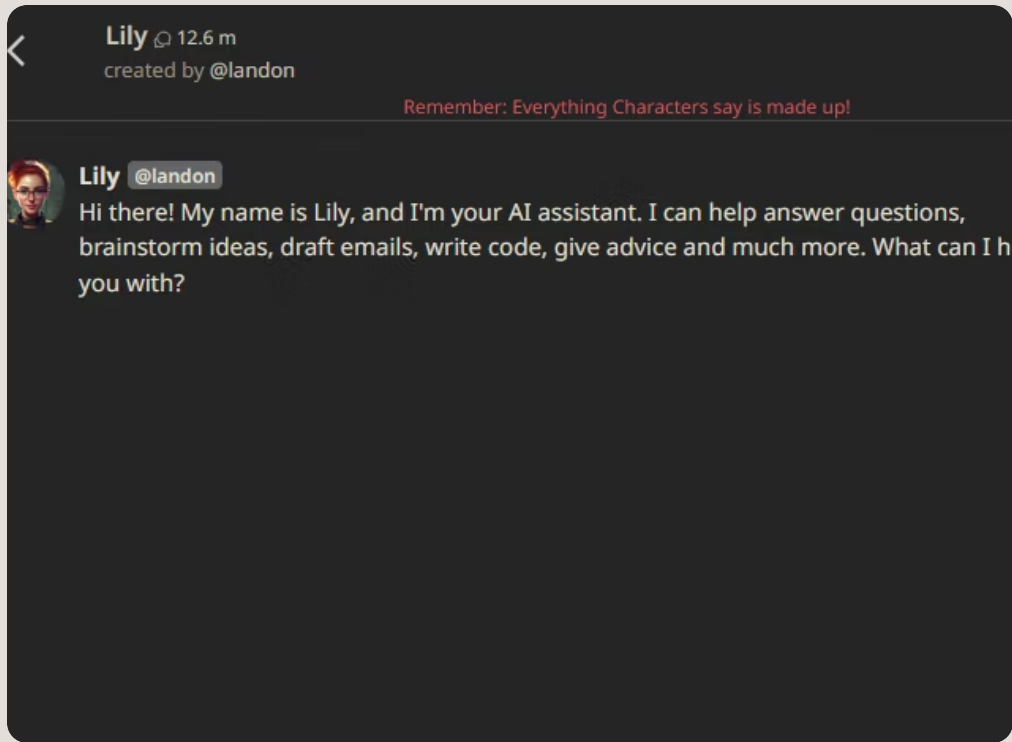 Lily 12.6 m
created by @landon
Remember: Everything Characters say is made up!
Lily @landon
Hi there! My name is Lily, and I'm your AI assistant. I can help answer questions,
brainstorm ideas, draft emails, write code, give advice and much more. What can I h
you with?